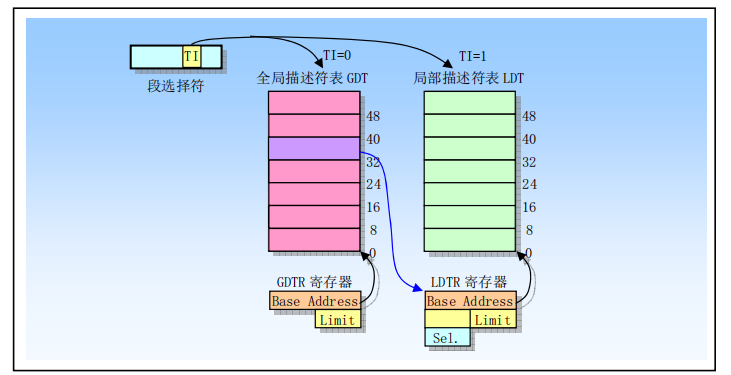 TI
TI=0
TI=1
段选择符
全局描述符表 GDT
局部描述符表 LDT
48
40
32
24
16
8
0
48
40
32
24
16
8
0
GDTR 寄存器
Base Address
Limit
LDTR 寄存器
Base Address
Limit
Sel.